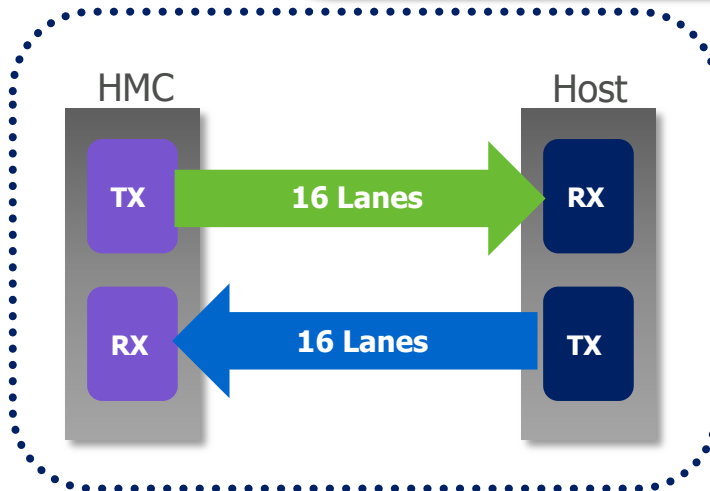 HMC
Host
TX
16 Lanes
RX
RX
16 Lanes
TX